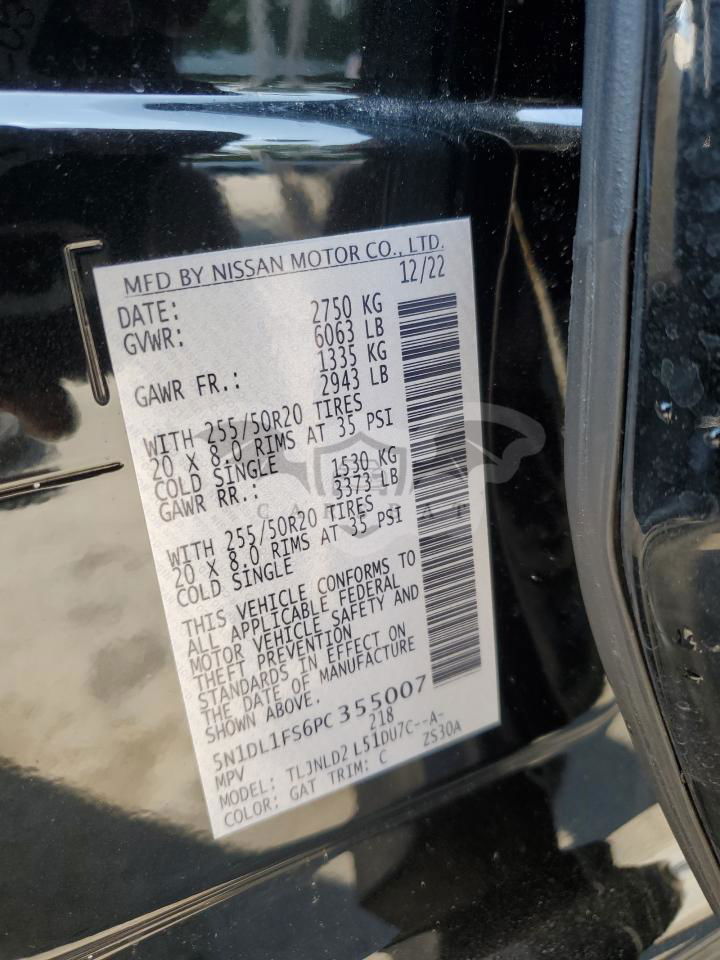 MFD BY NISSAN MOTOR CO., LTD.
DATE: 12/22
GVWR: 2750 KG
6063 LB
GAWR FR.: 1335 KG
2943 LB
WITH 255/50R20 TIRES
20 X 8.0 RIMS AT 35 PSI
COLD SINGLE
GAWR RR.: 1530 KG
3373 LB
WITH 255/50R20 TIRES
20 X 8.0 RIMS AT 35 PSI
COLD SINGLE
THIS VEHICLE CONFORMS TO
ALL APPLICABLE FEDERAL
MOTOR VEHICLE SAFETY AND
THEFT PREVENTION
STANDARDS IN EFFECT ON
THE DATE OF MANUFACTURE
SHOWN ABOVE.
5N1DL1FS6PC355007
MPV 218
MODEL: TLJNLD2 L51DU7C--A-
COLOR: GAT TRIM: C ZS30A